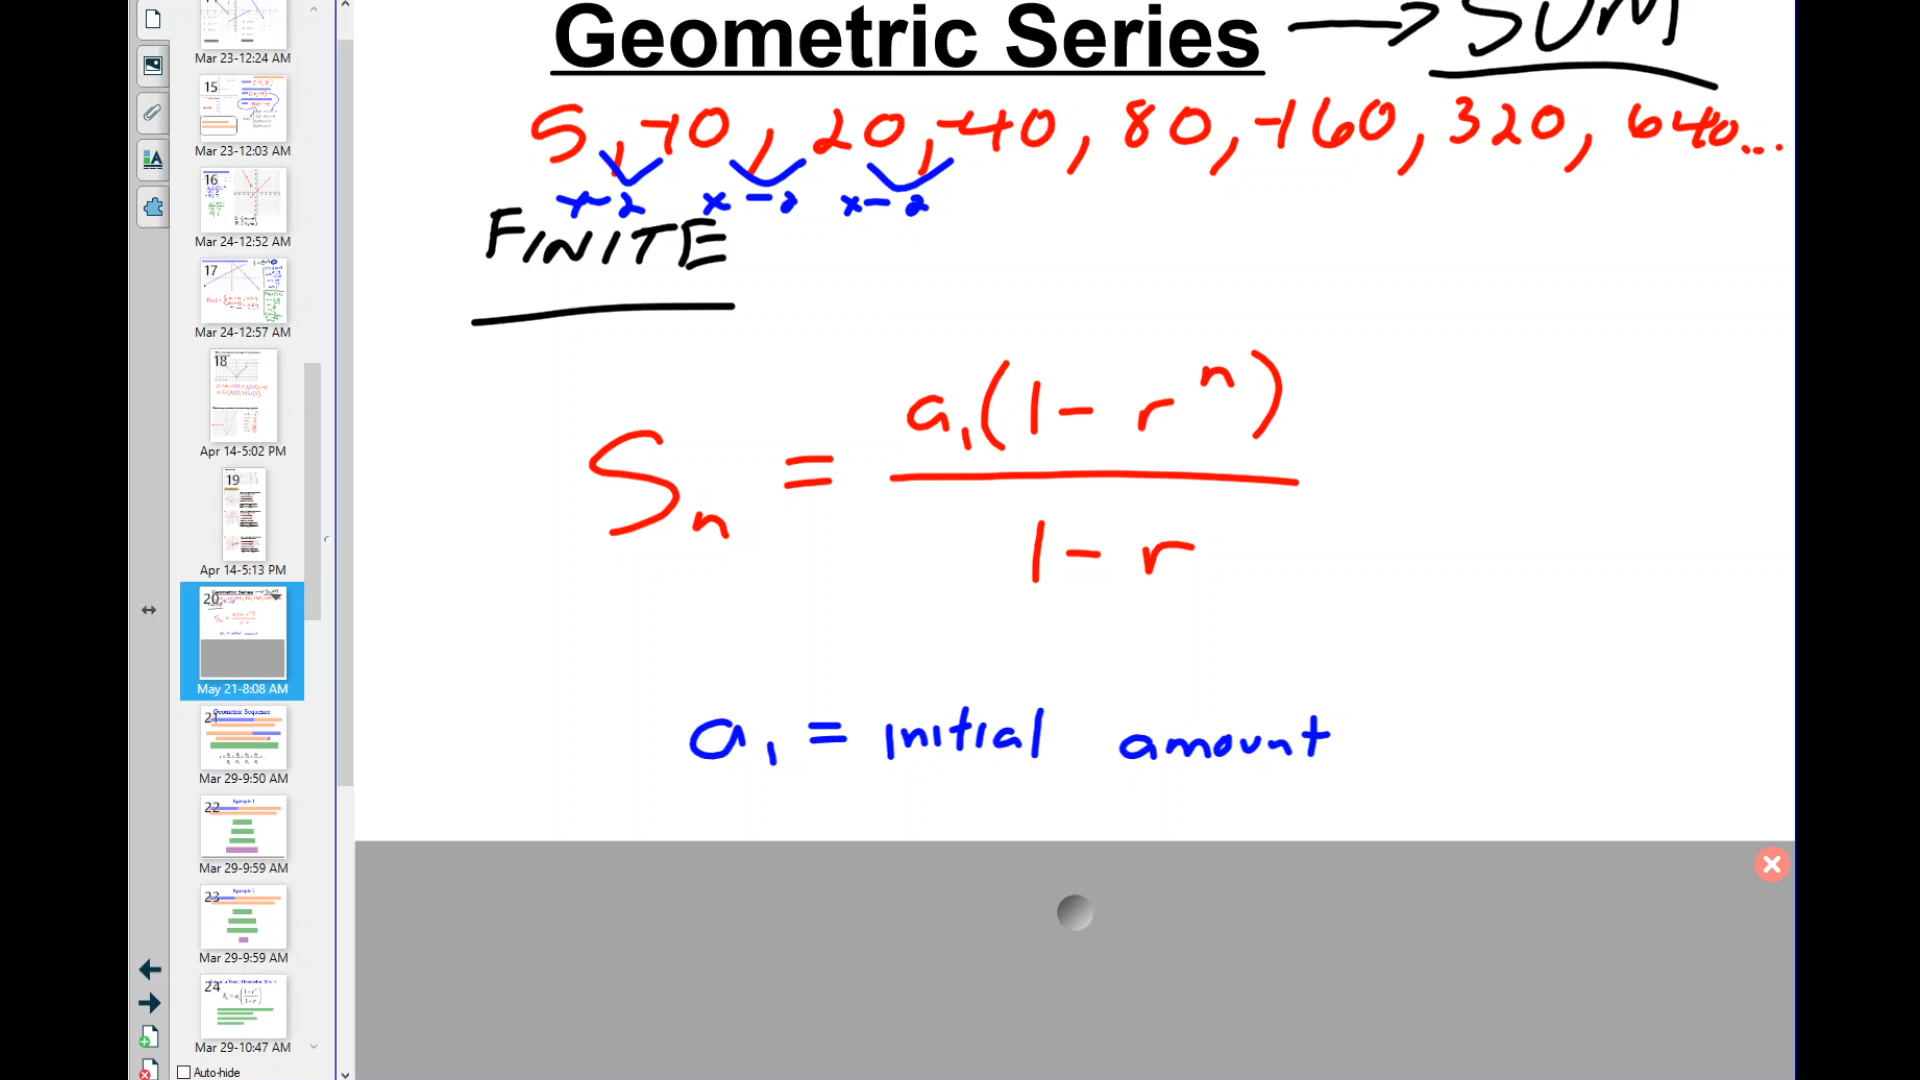 Geometric Series → SUM
5, -10, 20, -40, 80, -160, 320, 640...
x-2 x-2 x-2
FINITE
Sn = a1(1 - r^n)
1 - r
a1 = initial amount
Mar 23-12:24 AM
15
Mar 23-12:03 AM
16
Mar 24-12:52 AM
17
Mar 24-12:57 AM
18
Apr 14-5:02 PM
19
Apr 14-5:13 PM
20
Geometric Series
May 21-8:08 AM
21
Geometric Sequence
Mar 29-9:50 AM
22
Mar 29-9:59 AM
23
Mar 29-9:59 AM
24
Mar 29-10:47 AM
Auto-hide